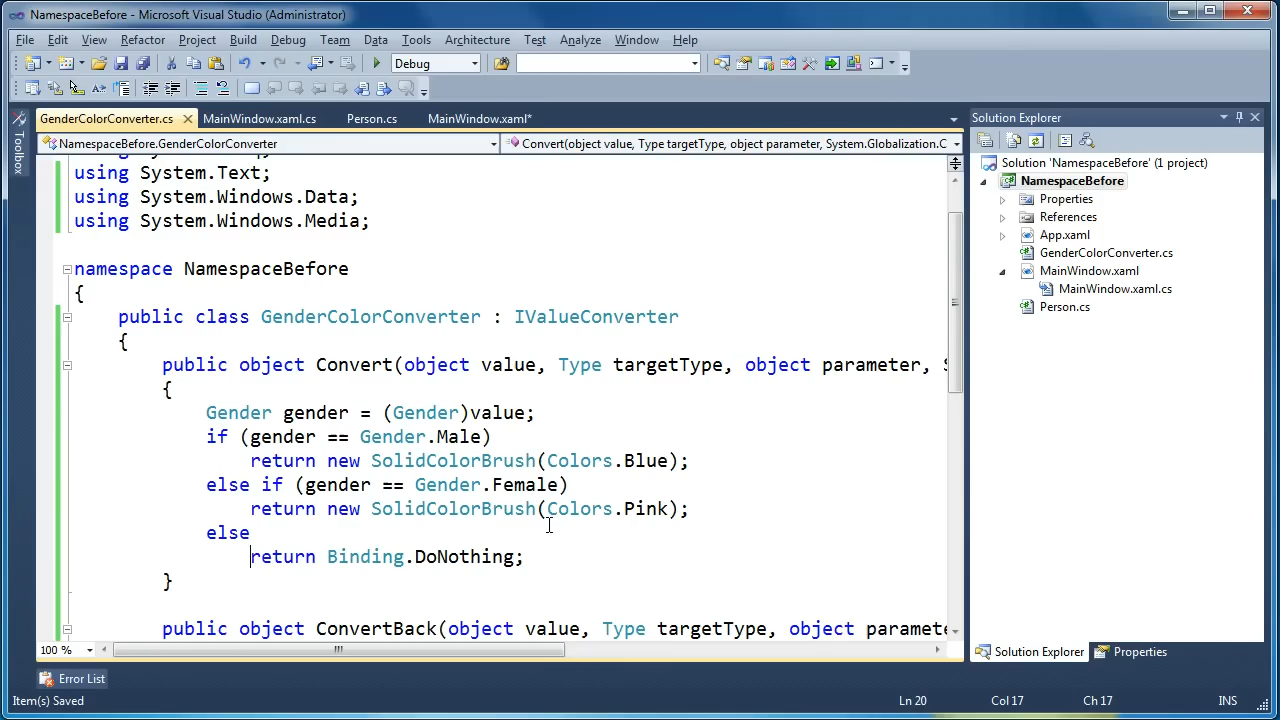 NamespaceBefore - Microsoft Visual Studio (Administrator)
File Edit View Refactor Project Build Debug Team Data Tools Architecture Test Analyze Window Help
Debug
GenderColorConverter.cs MainWindow.xaml.cs Person.cs MainWindow.xaml*
NamespaceBefore.GenderColorConverter Convert(object value, Type targetType, object parameter, System.Globalization.C
Toolbox
using System.Text;
using System.Windows.Data;
using System.Windows.Media;
namespace NamespaceBefore
{
public class GenderColorConverter : IValueConverter
{
public object Convert(object value, Type targetType, object parameter, S
{
Gender gender = (Gender)value;
if (gender == Gender.Male)
return new SolidColorBrush(Colors.Blue);
else if (gender == Gender.Female)
return new SolidColorBrush(Colors.Pink);
else
return Binding.DoNothing;
}
public object ConvertBack(object value, Type targetType, object paramete
100 %
Solution Explorer
Solution 'NamespaceBefore' (1 project)
NamespaceBefore
Properties
References
App.xaml
GenderColorConverter.cs
MainWindow.xaml
MainWindow.xaml.cs
Person.cs
Solution Explorer Properties
Error List
Item(s) Saved Ln 20 Col 17 Ch 17 INS